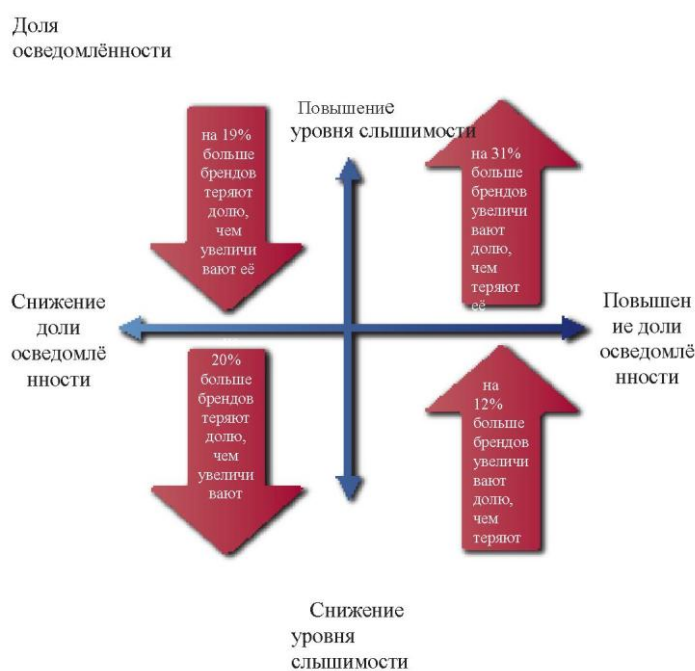 Доля
осведомлённости
Повышение
уровня слышимости
на 19%
больше
брендов
теряют
долю,
чем
увеличи
вают её
на 31%
больше
брендов
увеличи
вают
долю,
чем
теряют
её
Снижение
доли
осведомлё
нности
Повышен
ие доли
осведомлё
нности
20%
больше
брендов
теряют
долю,
чем
увеличи
вают
на
12%
больше
брендов
увеличи
вают
долю,
чем
теряют
Снижение
уровня
слышимости